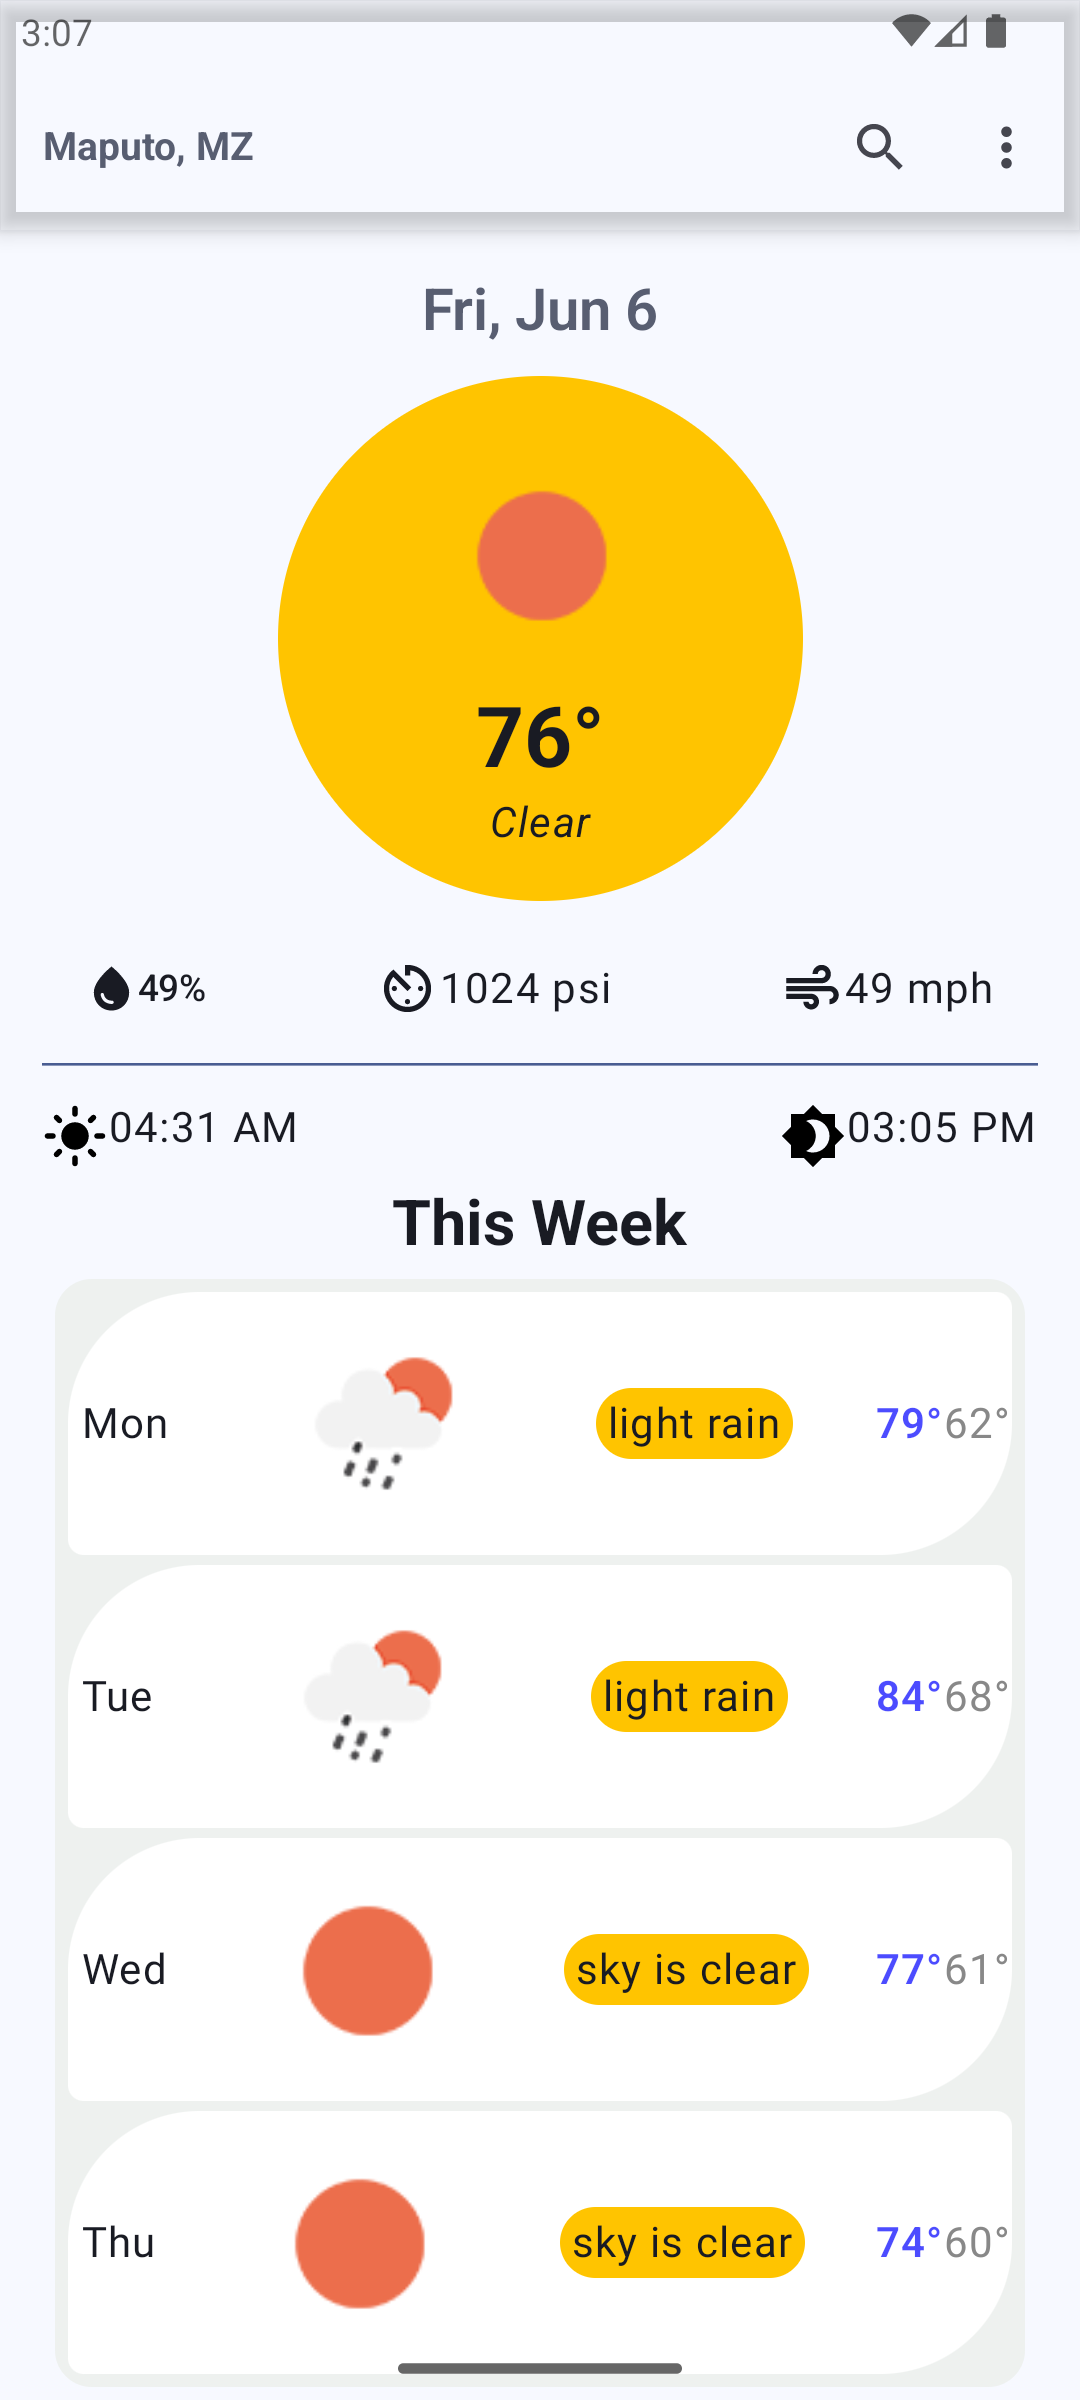 3:07
Maputo, MZ
Fri, Jun 6
76°
Clear
49% 1024 psi 49 mph
04:31 AM 03:05 PM
This Week
Mon light rain 79°62°
Tue light rain 84°68°
Wed sky is clear 77°61°
Thu sky is clear 74°60°